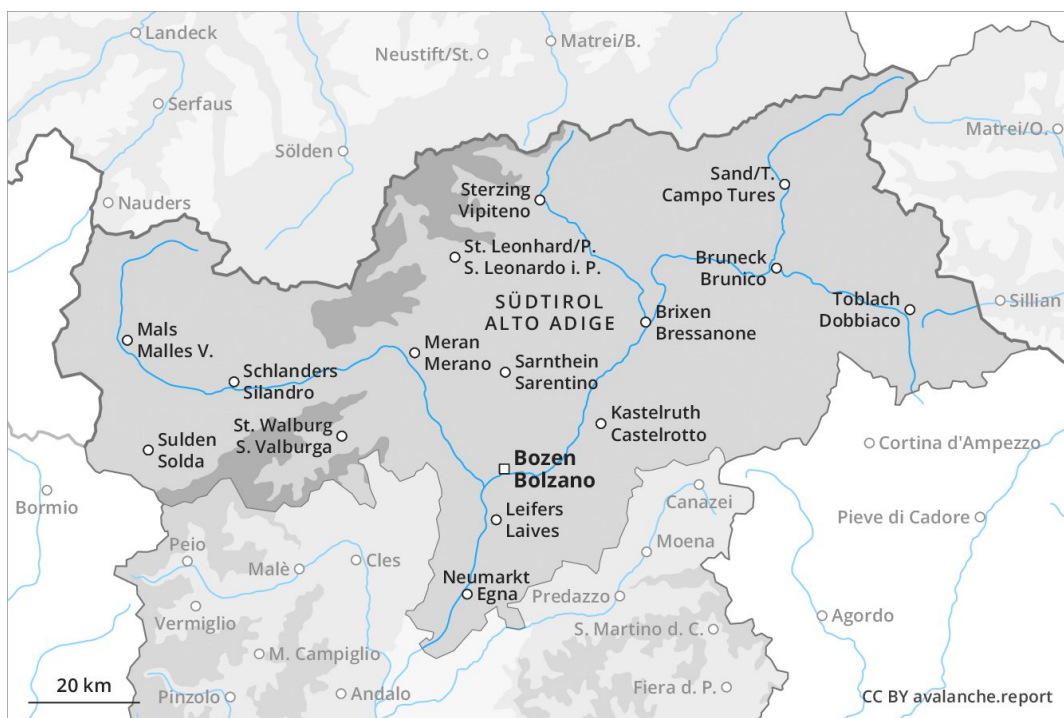 Landeck
Neustift/St.
Matrei/B.
Serfaus
Matrei/O.
Sölden
Sterzing
Vipiteno
Sand/T.
Campo Tures
Nauders
St. Leonhard/P.
S. Leonardo i. P.
Bruneck
Brunico
SÜDTIROL
ALTO ADIGE
Toblach
Dobbiaco
Sillian
Mals
Malles V.
Brixen
Bressanone
Meran
Merano
Sarnthein
Sarentino
Schlanders
Silandro
St. Walburg
S. Valburga
Kastelruth
Castelrotto
Sulden
Solda
Cortina d'Ampezzo
Bozen
Bolzano
Bormio
Canazei
Leifers
Laives
Pieve di Cadore
Moena
Peio
Malè
Cles
Neumarkt
Egna
Predazzo
Vermiglio
Agordo
S. Martino d. C.
M. Campiglio
20 km
Pinzolo
Andalo
Fiera d. P.
CC BY avalanche.report